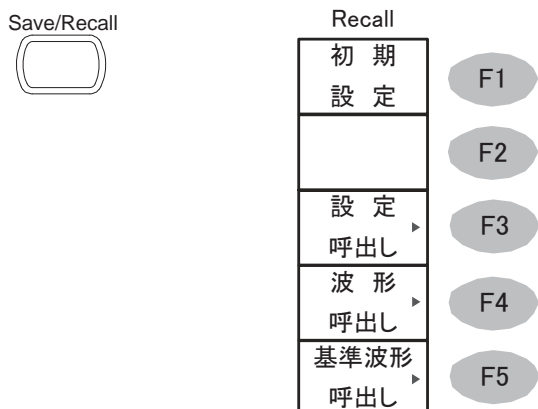 Save/Recall
Recall
初 期
設 定
F1
F2
設 定
呼出し
F3
波 形
呼出し
F4
基準波形
呼出し
F5